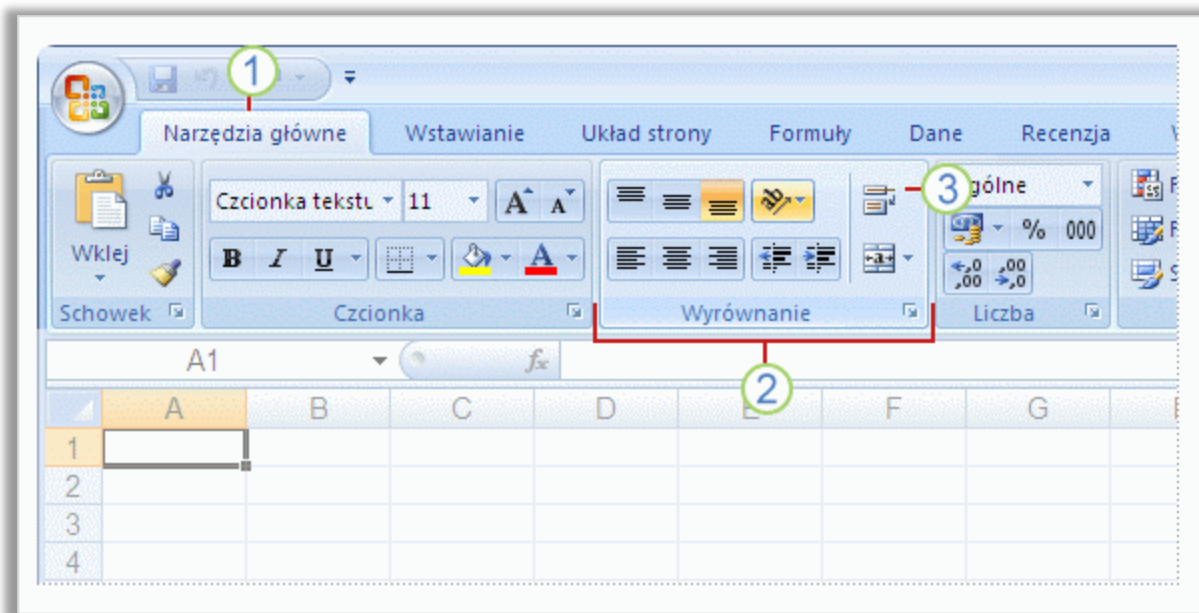 1
Narzędzia główne Wstawianie Układ strony Formuły Dane Recenzja
Czcionka tekstu 11 A A 3 gólne
Wklej B I U A a % 000
,0 ,00
,00 ,0
Schowek Czcionka Wyrównanie Liczba
A1 fx
2
A B C D E F G
1
2
3
4